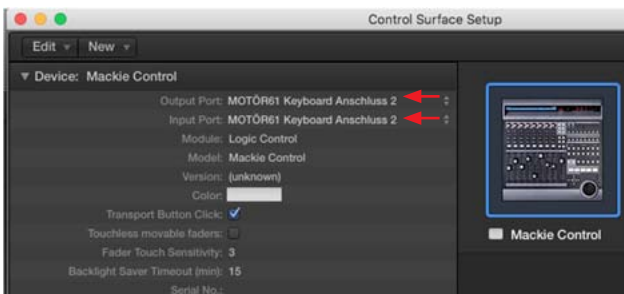 Control Surface Setup
Edit New
Device: Mackie Control
Output Port: MOTÖR61 Keyboard Anschluss 2
Input Port: MOTÖR61 Keyboard Anschluss 2
Module: Logic Control
Model: Mackie Control
Version: (unknown)
Color:
Transport Button Click:
Touchless movable faders:
Fader Touch Sensitivity: 3
Backlight Saver Timeout (min): 15
Serial No.:
Mackie Control